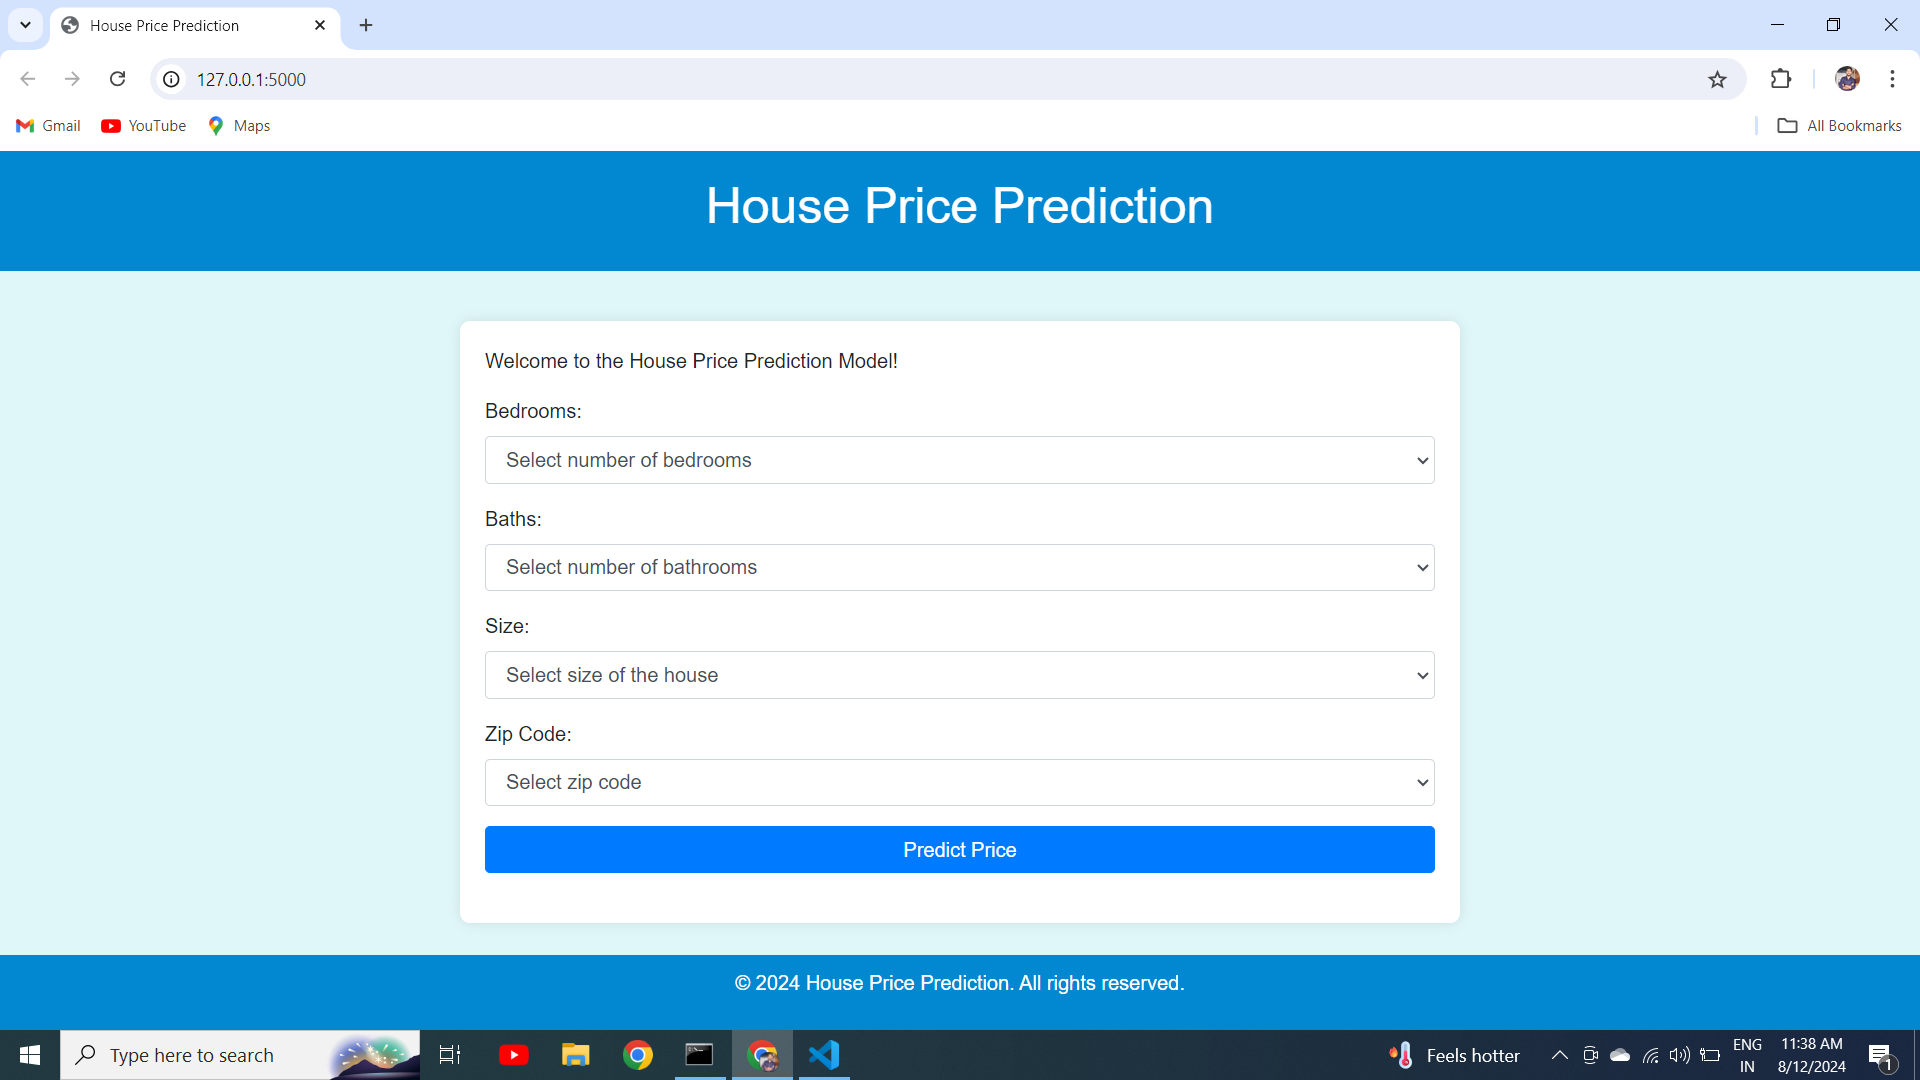 House Price Prediction
127.0.0.1:5000
Gmail YouTube Maps All Bookmarks
House Price Prediction
Welcome to the House Price Prediction Model!
Bedrooms:
Select number of bedrooms
Baths:
Select number of bathrooms
Size:
Select size of the house
Zip Code:
Select zip code
Predict Price
© 2024 House Price Prediction. All rights reserved.
Type here to search
Feels hotter
ENG
IN
11:38 AM
8/12/2024
1